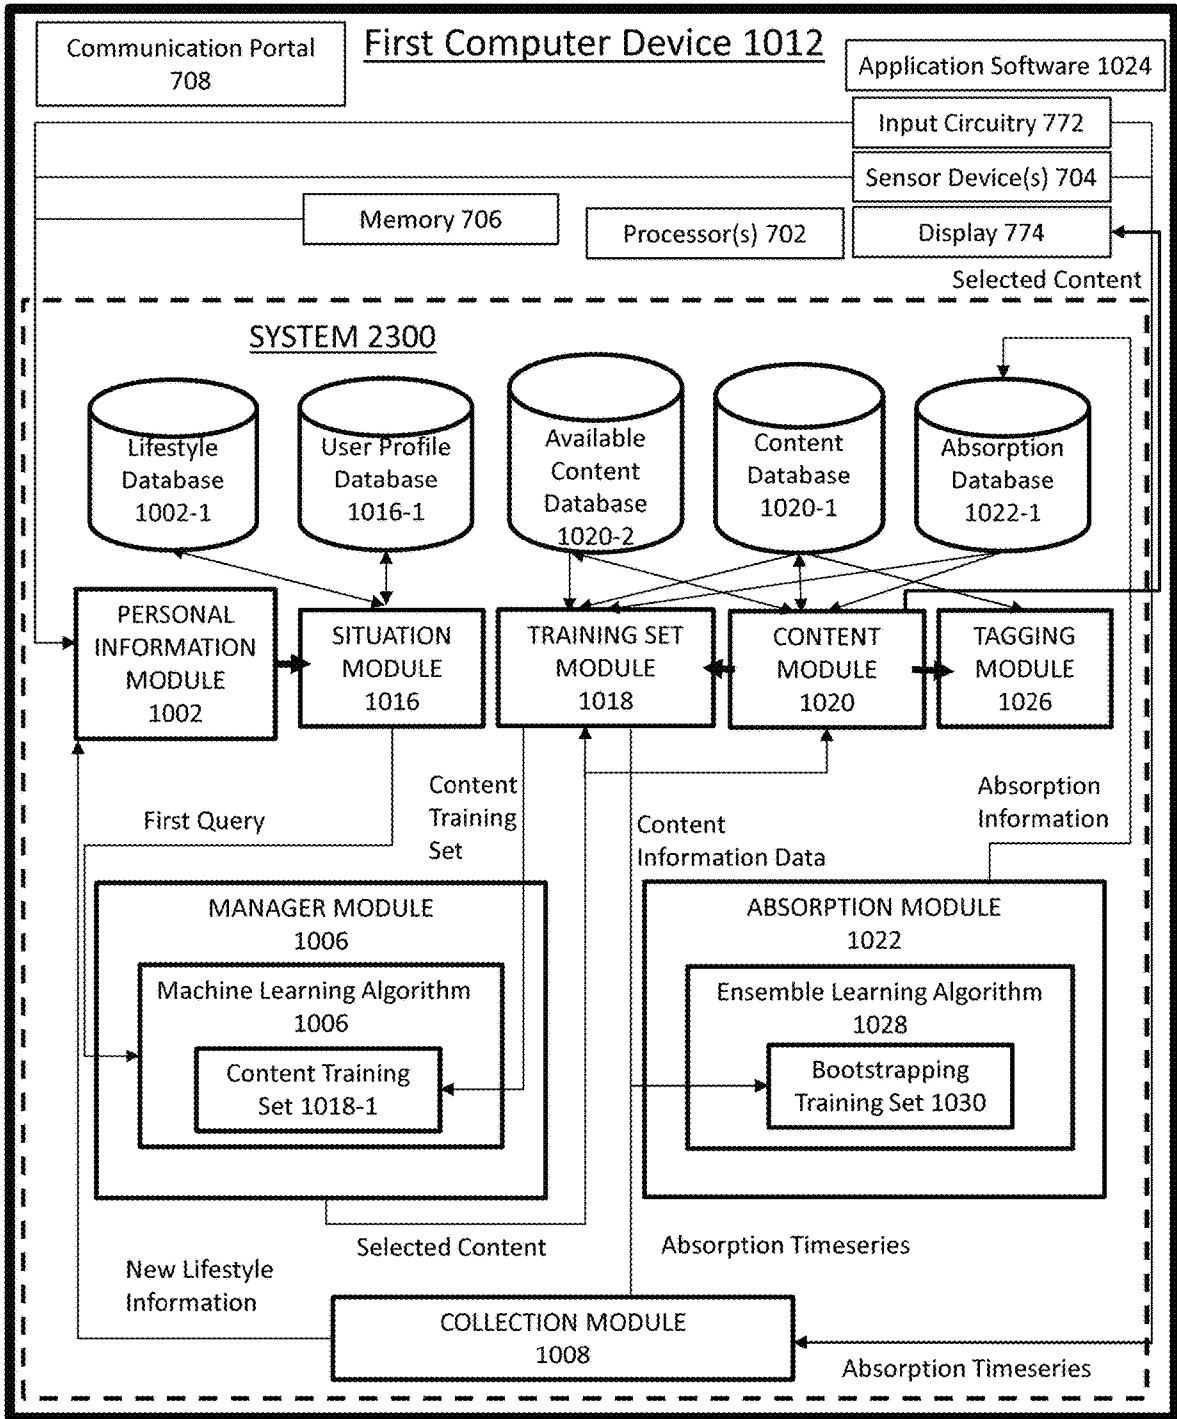 First Computer Device 1012
Communication Portal
708
Application Software 1024
Input Circuitry 772
Sensor Device(s) 704
Memory 706
Processor(s) 702
Display 774
Selected Content
SYSTEM 2300
Lifestyle
Database
1002-1
User Profile
Database
1016-1
Available
Content
Database
1020-2
Content
Database
1020-1
Absorption
Database
1022-1
PERSONAL
INFORMATION
MODULE
1002
SITUATION
MODULE
1016
TRAINING SET
MODULE
1018
CONTENT
MODULE
1020
TAGGING
MODULE
1026
First Query
Content
Training
Set
Content
Information Data
Absorption
Information
MANAGER MODULE
1006
Machine Learning Algorithm
1006
Content Training
Set 1018-1
ABSORPTION MODULE
1022
Ensemble Learning Algorithm
1028
Bootstrapping
Training Set 1030
Selected Content
Absorption Timeseries
New Lifestyle
Information
COLLECTION MODULE
1008
Absorption Timeseries